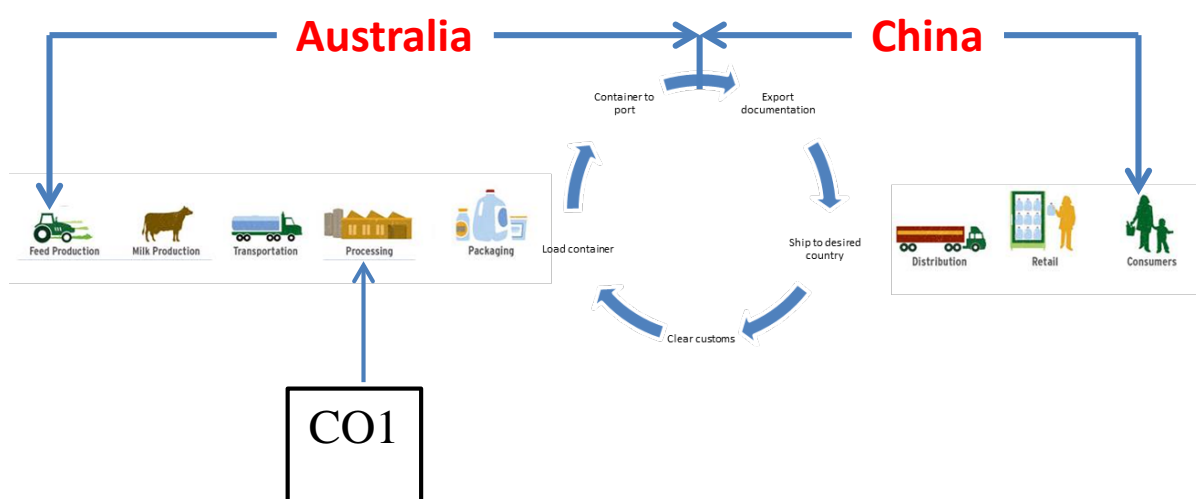 Australia
China
Container to
port
Export
documentation
Feed Production
Milk Production
Transportation
Processing
Packaging
Load container
Ship to desired
country
Distribution
Retail
Consumers
Clear customs
CO1